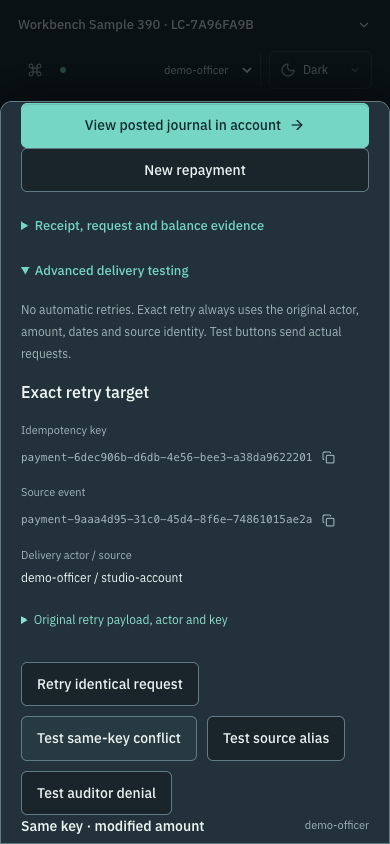 Workbench Sample 390 · LC-7A96FA9B
demo-officer
Dark
View posted journal in account →
New repayment
Receipt, request and balance evidence
Advanced delivery testing
No automatic retries. Exact retry always uses the original actor,
amount, dates and source identity. Test buttons send actual
requests.
Exact retry target
Idempotency key
payment-6dec906b-d6db-4e56-bee3-a38da9622201
Source event
payment-9aaa4d95-31c0-45d4-8f6e-74861015ae2a
Delivery actor / source
demo-officer / studio-account
Original retry payload, actor and key
Retry identical request
Test same-key conflict
Test source alias
Test auditor denial
Same key · modified amount
demo-officer